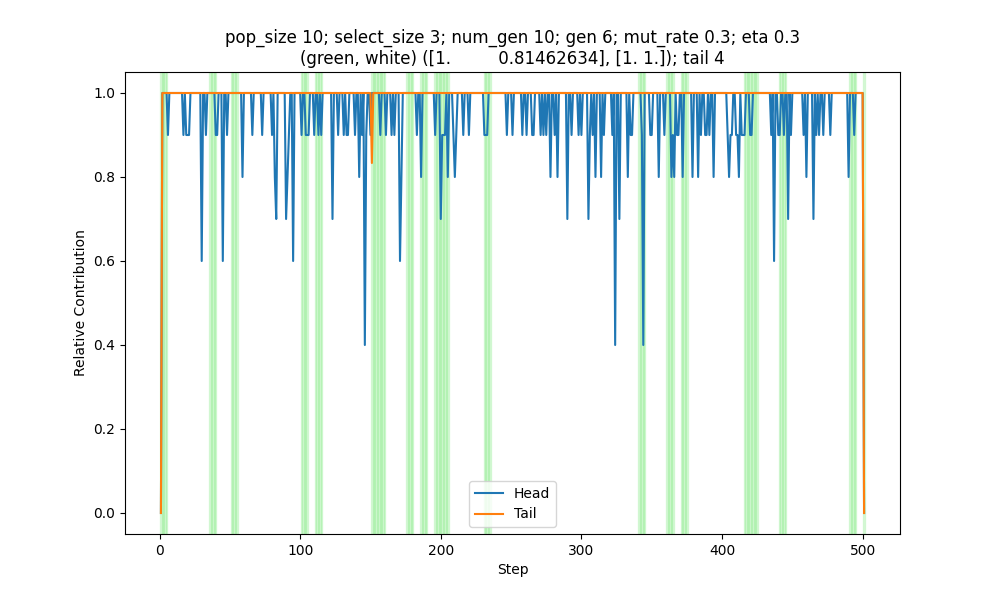 pop_size 10; select_size 3; num_gen 10; gen 6; mut_rate 0.3; eta 0.3
(green, white) ([1.         0.81462634], [1. 1.]); tail 4
1.0
0.8
0.6
0.4
0.2
0.0
Relative Contribution
Head
Tail
0
100
200
300
400
500
Step